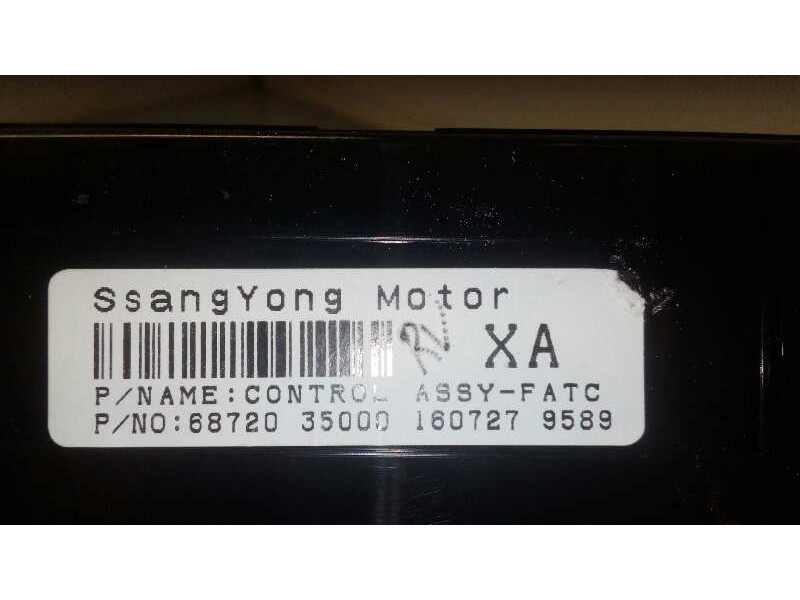 SsangYong Motor
XA
P/NAME:CONTROL ASSY-FATC
P/NO:68720 35000 160727 9589